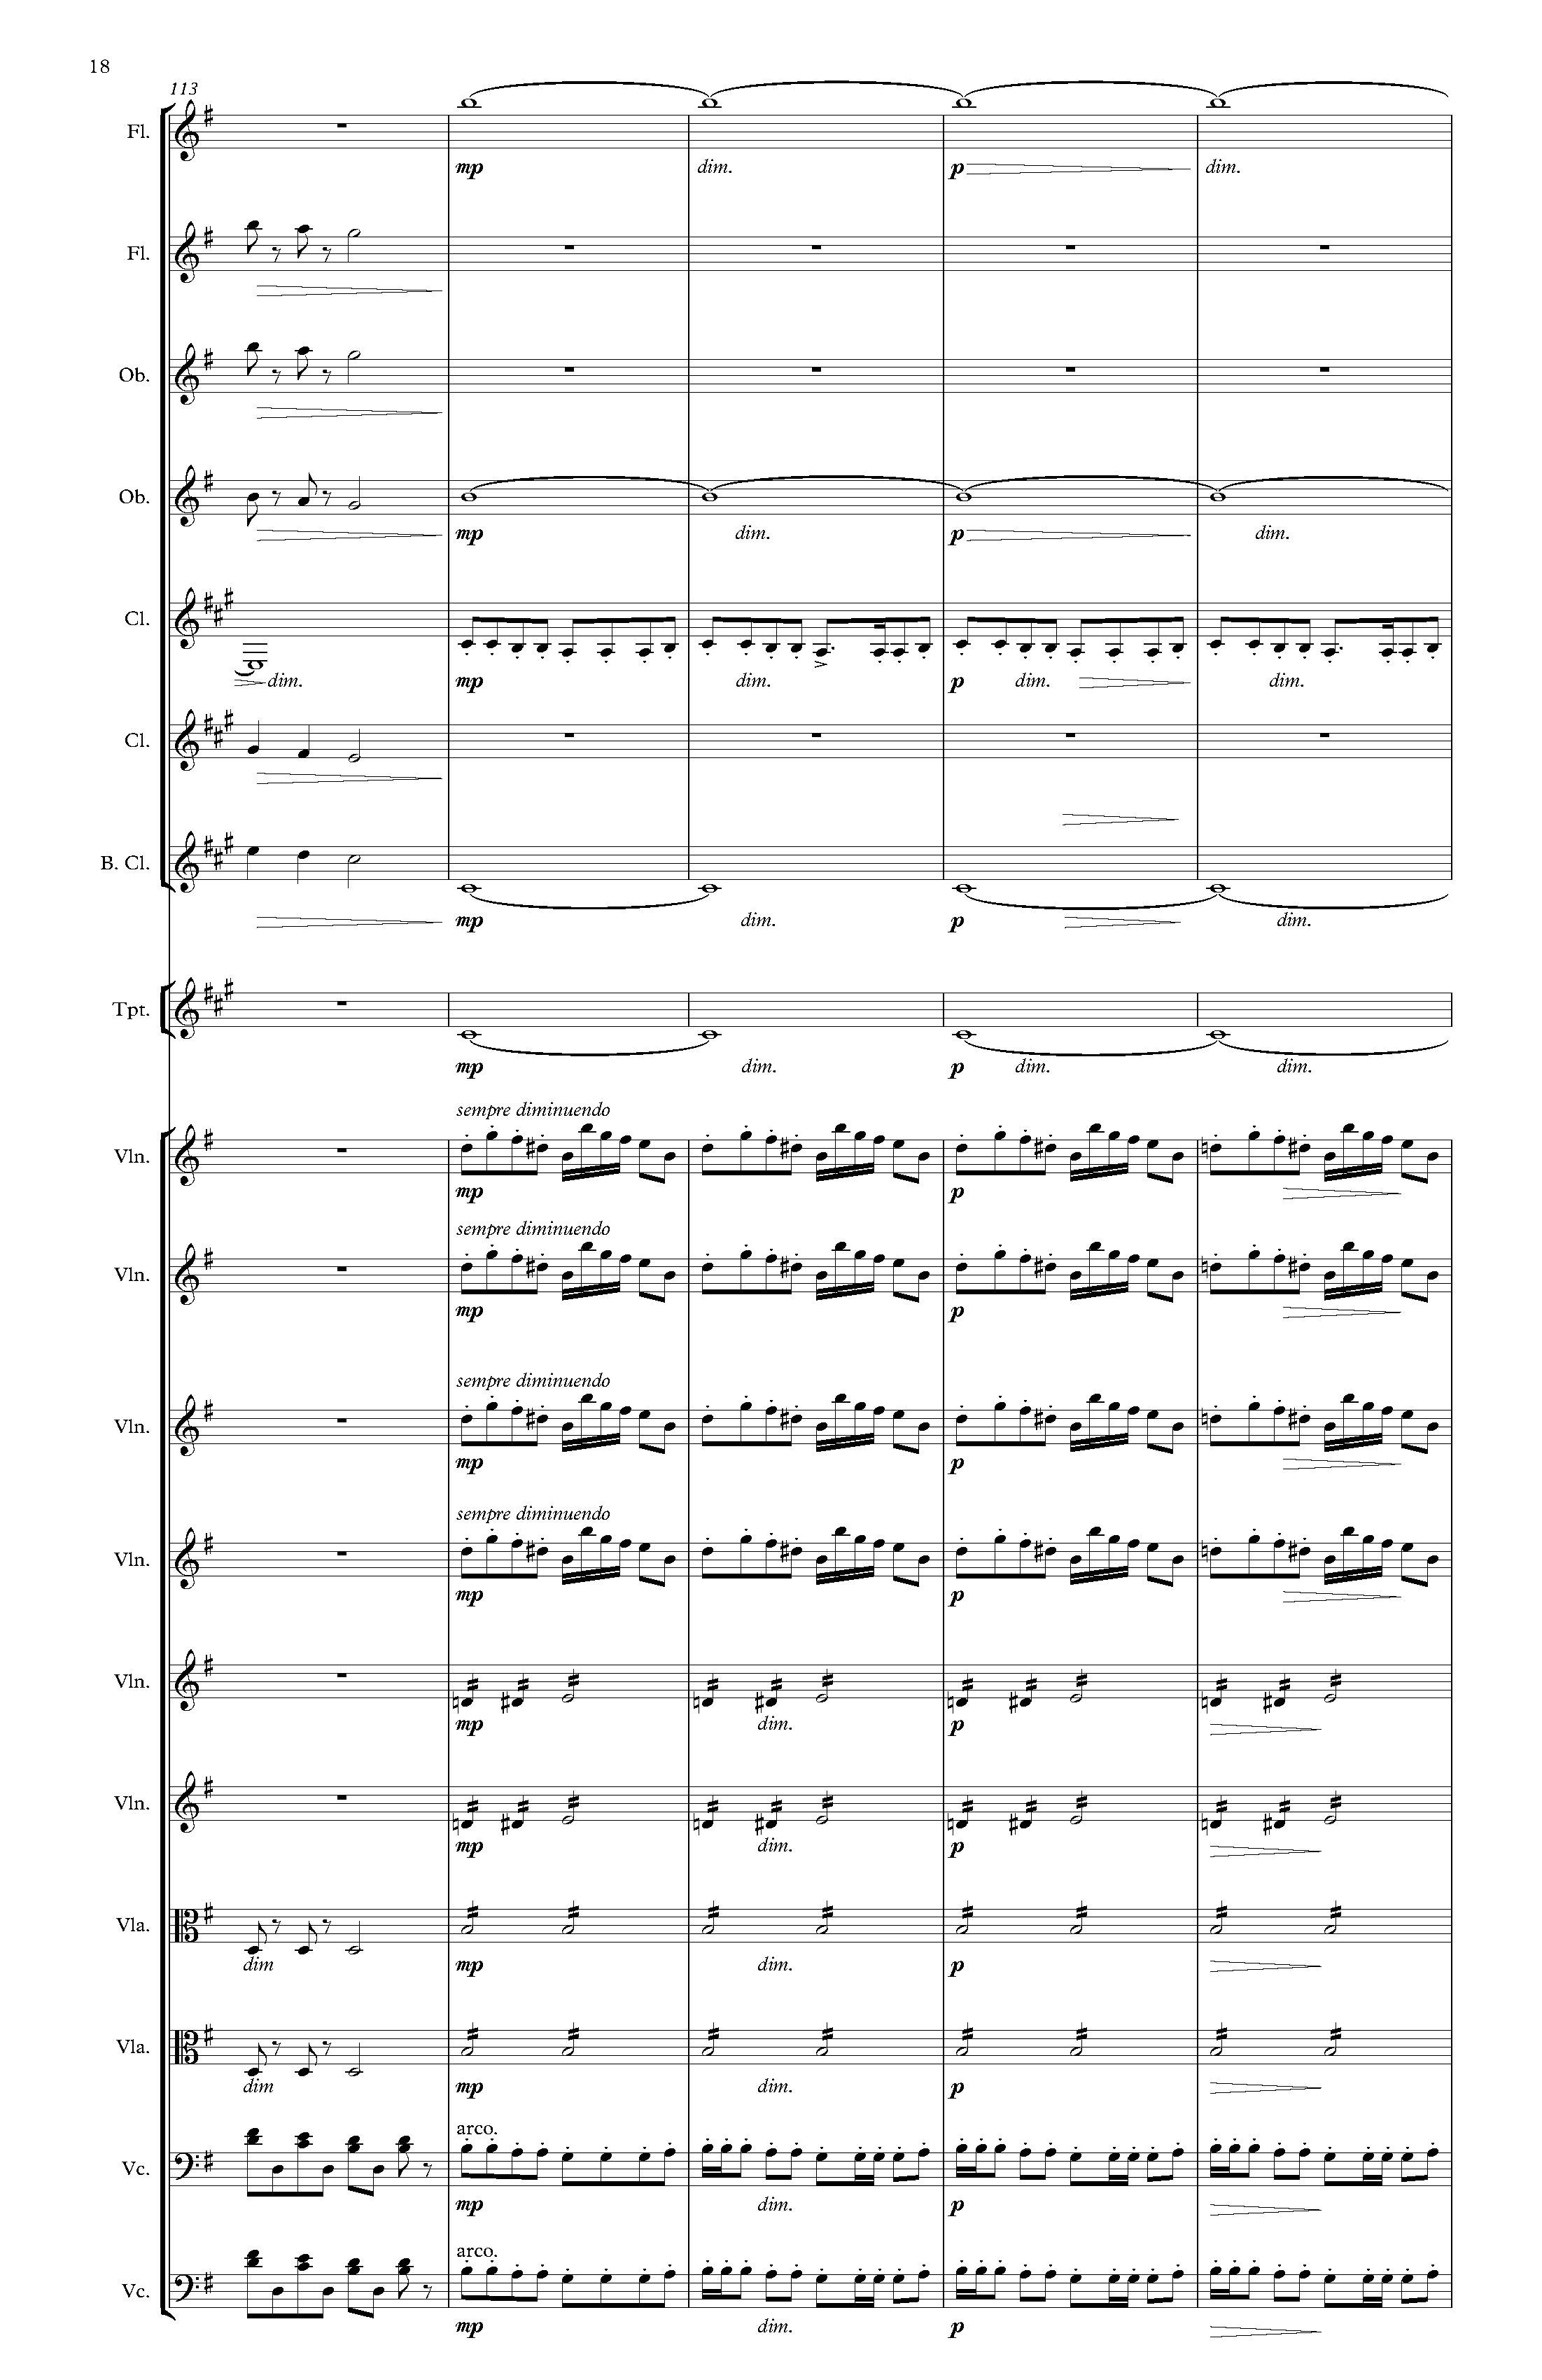 18
113
Fl.
mp dim. p dim.
Fl.
Ob.
Ob.
mp dim. p dim.
Cl.
dim. mp dim. p dim. dim.
Cl.
B. Cl.
mp dim. p dim.
Tpt.
mp dim. p dim. dim.
sempre diminuendo
Vln.
mp p
sempre diminuendo
Vln.
mp p
sempre diminuendo
Vln.
mp p
sempre diminuendo
Vln.
mp p
Vln.
mp dim. p
Vln.
mp dim. p
Vla.
dim mp dim. p
Vla.
dim mp dim. p
arco.
Vc.
mp dim. p
arco.
Vc.
mp dim. p